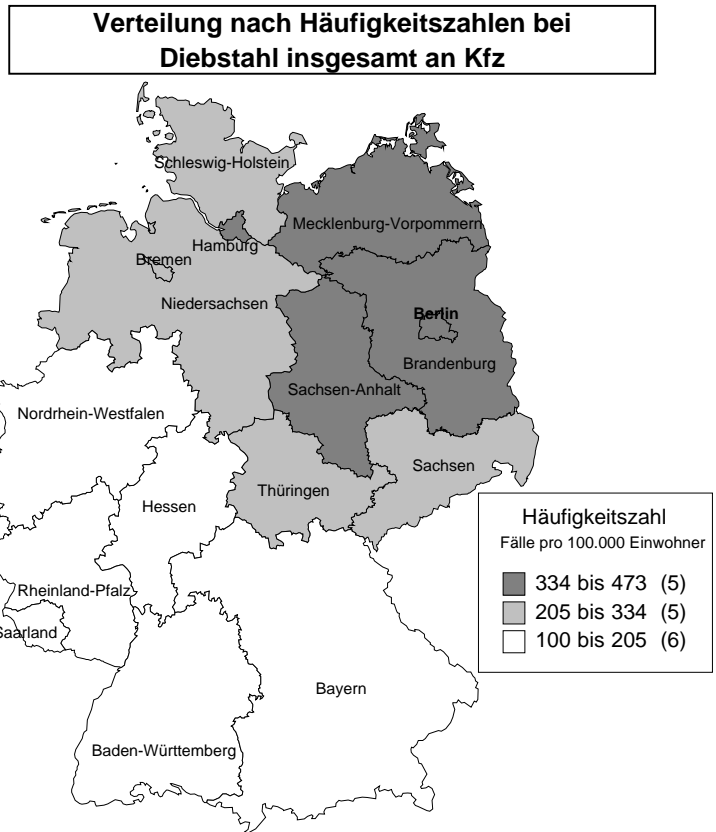 Verteilung nach Häufigkeitszahlen bei
Diebstahl insgesamt an Kfz
Schleswig-Holstein
Mecklenburg-Vorpommern
Hamburg
Bremen
Niedersachsen
Berlin
Brandenburg
Sachsen-Anhalt
Nordrhein-Westfalen
Sachsen
Thüringen
Hessen
Häufigkeitszahl
Fälle pro 100.000 Einwohner
334 bis 473 (5)
205 bis 334 (5)
100 bis 205 (6)
Rheinland-Pfalz
Saarland
Bayern
Baden-Württemberg